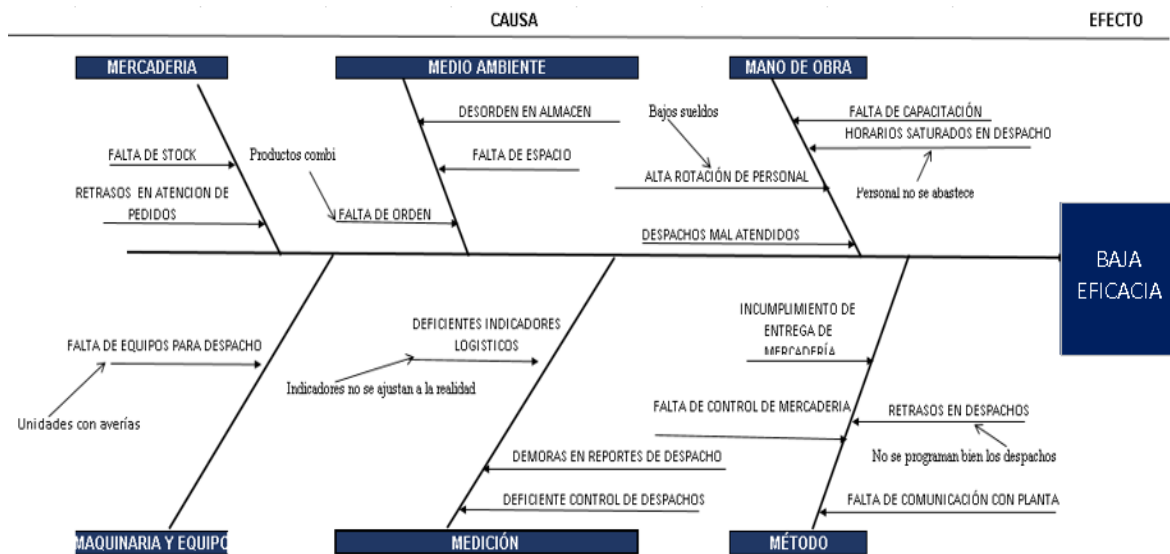 CAUSA
EFECTO
MERCADERIA
MEDIO AMBIENTE
MANO DE OBRA
DESORDEN EN ALMACEN
Bajos sueldos
FALTA DE CAPACITACIÓN
HORARIOS SATURADOS EN DESPACHO
FALTA DE STOCK
Productos combi
FALTA DE ESPACIO
ALTA ROTACIÓN DE PERSONAL
Personal no se abastece
RETRASOS EN ATENCION DE
PEDIDOS
FALTA DE ORDEN
DESPACHOS MAL ATENDIDOS
BAJA
EFICACIA
FALTA DE EQUIPOS PARA DESPACHO
Unidades con averías
DEFICIENTES INDICADORES
LOGISTICOS
Indicadores no se ajustan a la realidad
INCUMPLIMIENTO DE
ENTREGA DE
MERCADERÍA
FALTA DE CONTROL DE MERCADERIA
RETRASOS EN DESPACHOS
No se programan bien los despachos
DEMORAS EN REPORTES DE DESPACHO
DEFICIENTE CONTROL DE DESPACHOS
FALTA DE COMUNICACIÓN CON PLANTA
MAQUINARIA Y EQUIPO
MEDICIÓN
MÉTODO